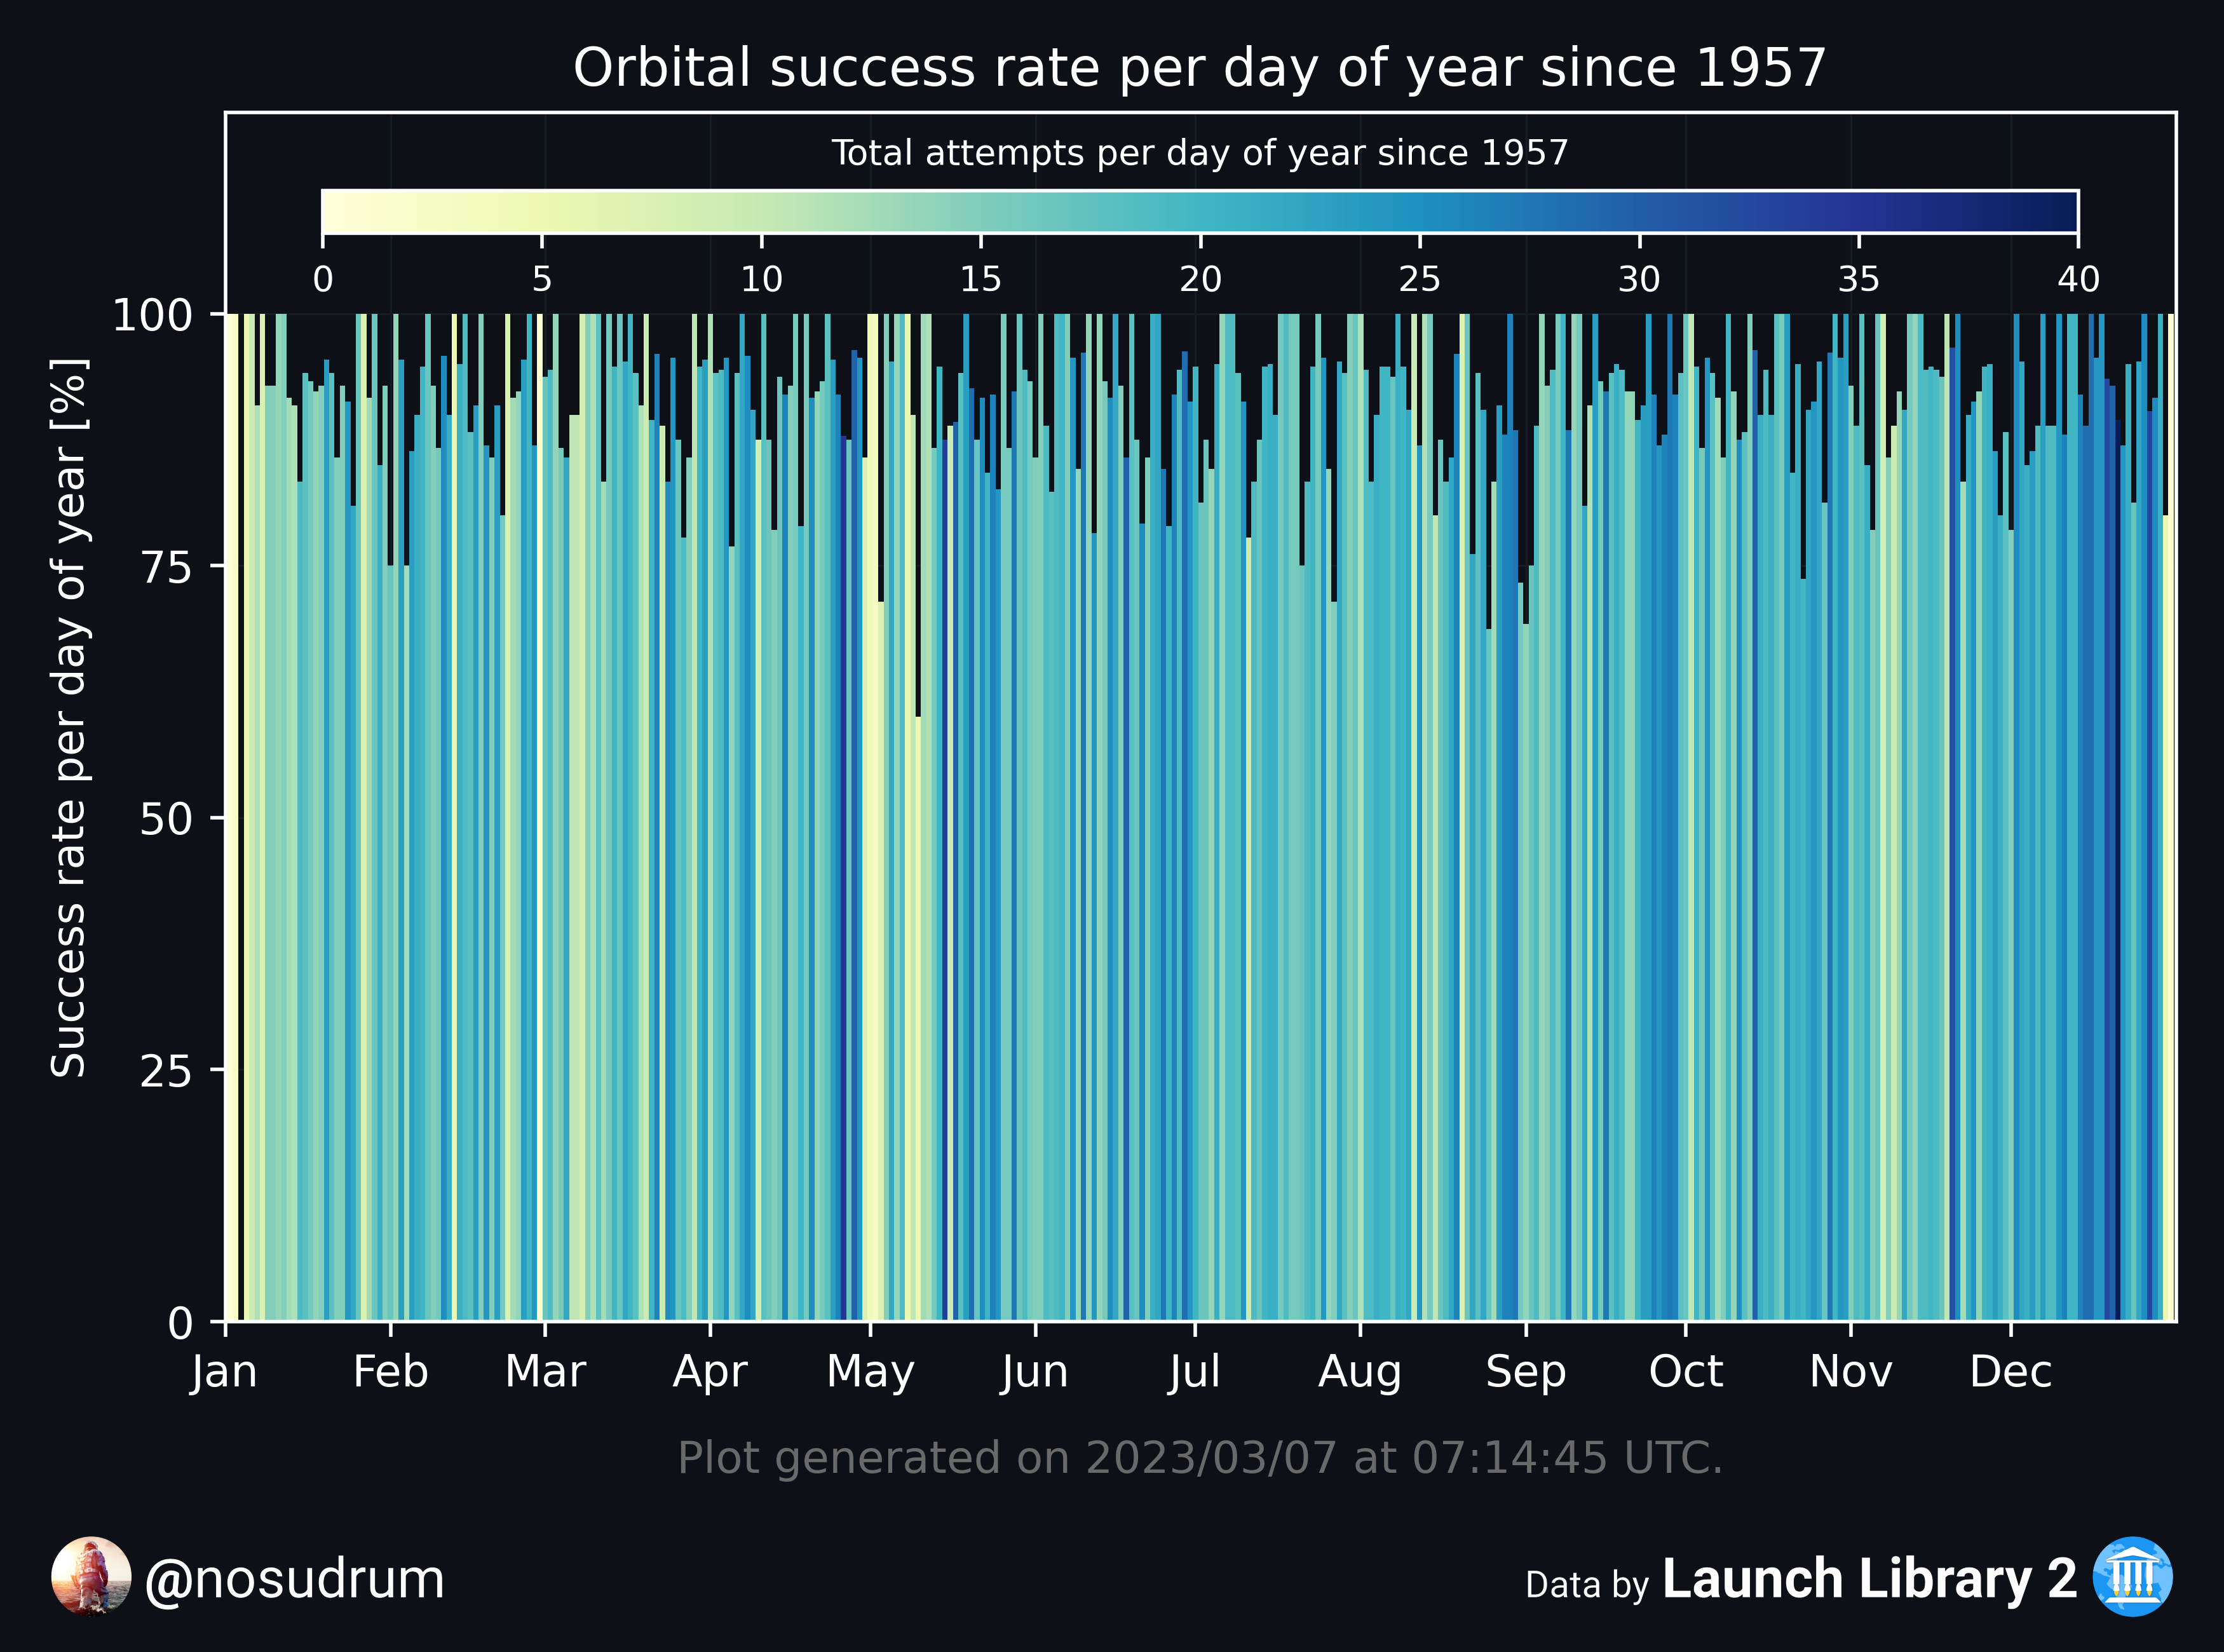 Orbital success rate per day of year since 1957
Total attempts per day of year since 1957
0 5 10 15 20 25 30 35 40
Success rate per day of year [%]
100
75
50
25
0
Jan Feb Mar Apr May Jun Jul Aug Sep Oct Nov Dec
Plot generated on 2023/03/07 at 07:14:45 UTC.
@nosudrum
Data by Launch Library 2